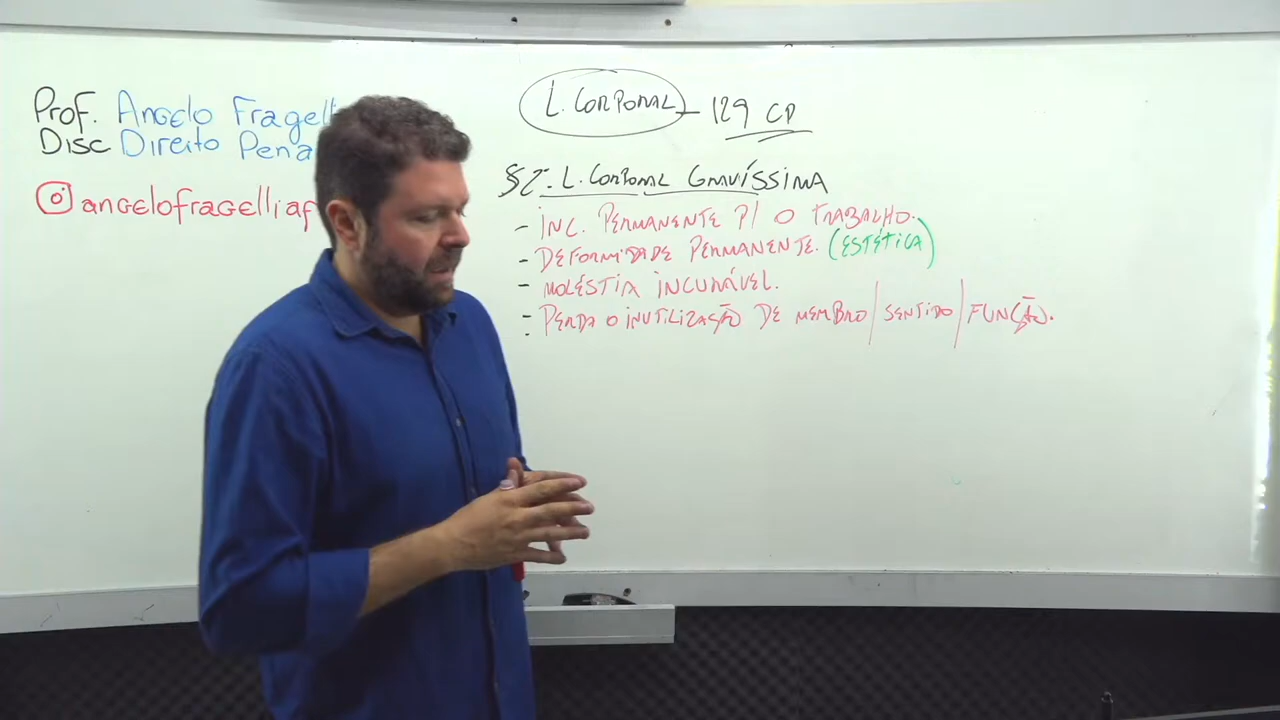 Prof. Angelo Fragell
Disc Direito Pena
angelofragelliaf
L. CORPORAL - 129 CP
§2º. L. CORPORAL GRAVÍSSIMA
- INC. PERMANENTE P/ O TRABALHO.
- DEFORMIDADE PERMANENTE. (ESTÉTICA)
- MOLÉSTIA INCURÁVEL.
- PERDA O INUTILIZAÇÃO DE MEMBRO | SENTIDO | FUNÇÃO.